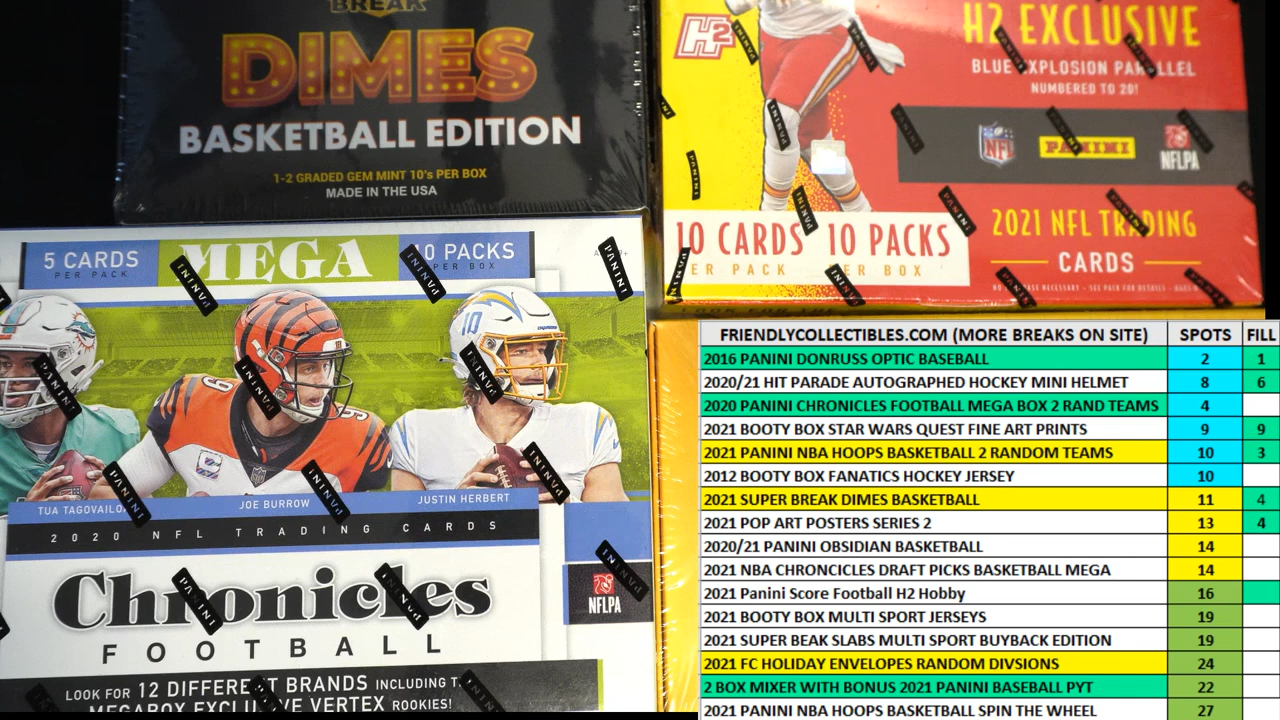 BREAK
DIMES
BASKETBALL EDITION
1-2 GRADED GEM MINT 10's PER BOX
MADE IN THE USA
H2
H2 EXCLUSIVE
BLUE EXPLOSION PARALLEL
NUMBERED TO 20!
NFL
PANINI
NFLPA
10 CARDS 10 PACKS
ER PACK ER BOX
2021 NFL TRADING
CARDS
5 CARDS
PER PACK
MEGA
0 PACKS
PER BOX
TUA TAGOVAILO
JOE BURROW
JUSTIN HERBERT
2020 NFL TRADING CARDS
Chronicles
FOOTBALL
NFLPA
LOOK FOR 12 DIFFERENT BRANDS INCLUDING
MEGABOX EXCLUSIVE VERTEX ROOKIES!
FRIENDLYCOLLECTIBLES.COM (MORE BREAKS ON SITE) SPOTS FILL
2016 PANINI DONRUSS OPTIC BASEBALL 2 1
2020/21 HIT PARADE AUTOGRAPHED HOCKEY MINI HELMET 8 6
2020 PANINI CHRONICLES FOOTBALL MEGA BOX 2 RAND TEAMS 4
2021 BOOTY BOX STAR WARS QUEST FINE ART PRINTS 9 9
2021 PANINI NBA HOOPS BASKETBALL 2 RANDOM TEAMS 10 3
2012 BOOTY BOX FANATICS HOCKEY JERSEY 10
2021 SUPER BREAK DIMES BASKETBALL 11 4
2021 POP ART POSTERS SERIES 2 13 4
2020/21 PANINI OBSIDIAN BASKETBALL 14
2021 NBA CHRONCICLES DRAFT PICKS BASKETBALL MEGA 14
2021 Panini Score Football H2 Hobby 16
2021 BOOTY BOX MULTI SPORT JERSEYS 19
2021 SUPER BEAK SLABS MULTI SPORT BUYBACK EDITION 19
2021 FC HOLIDAY ENVELOPES RANDOM DIVSIONS 24
2 BOX MIXER WITH BONUS 2021 PANINI BASEBALL PYT 22
2021 PANINI NBA HOOPS BASKETBALL SPIN THE WHEEL 27